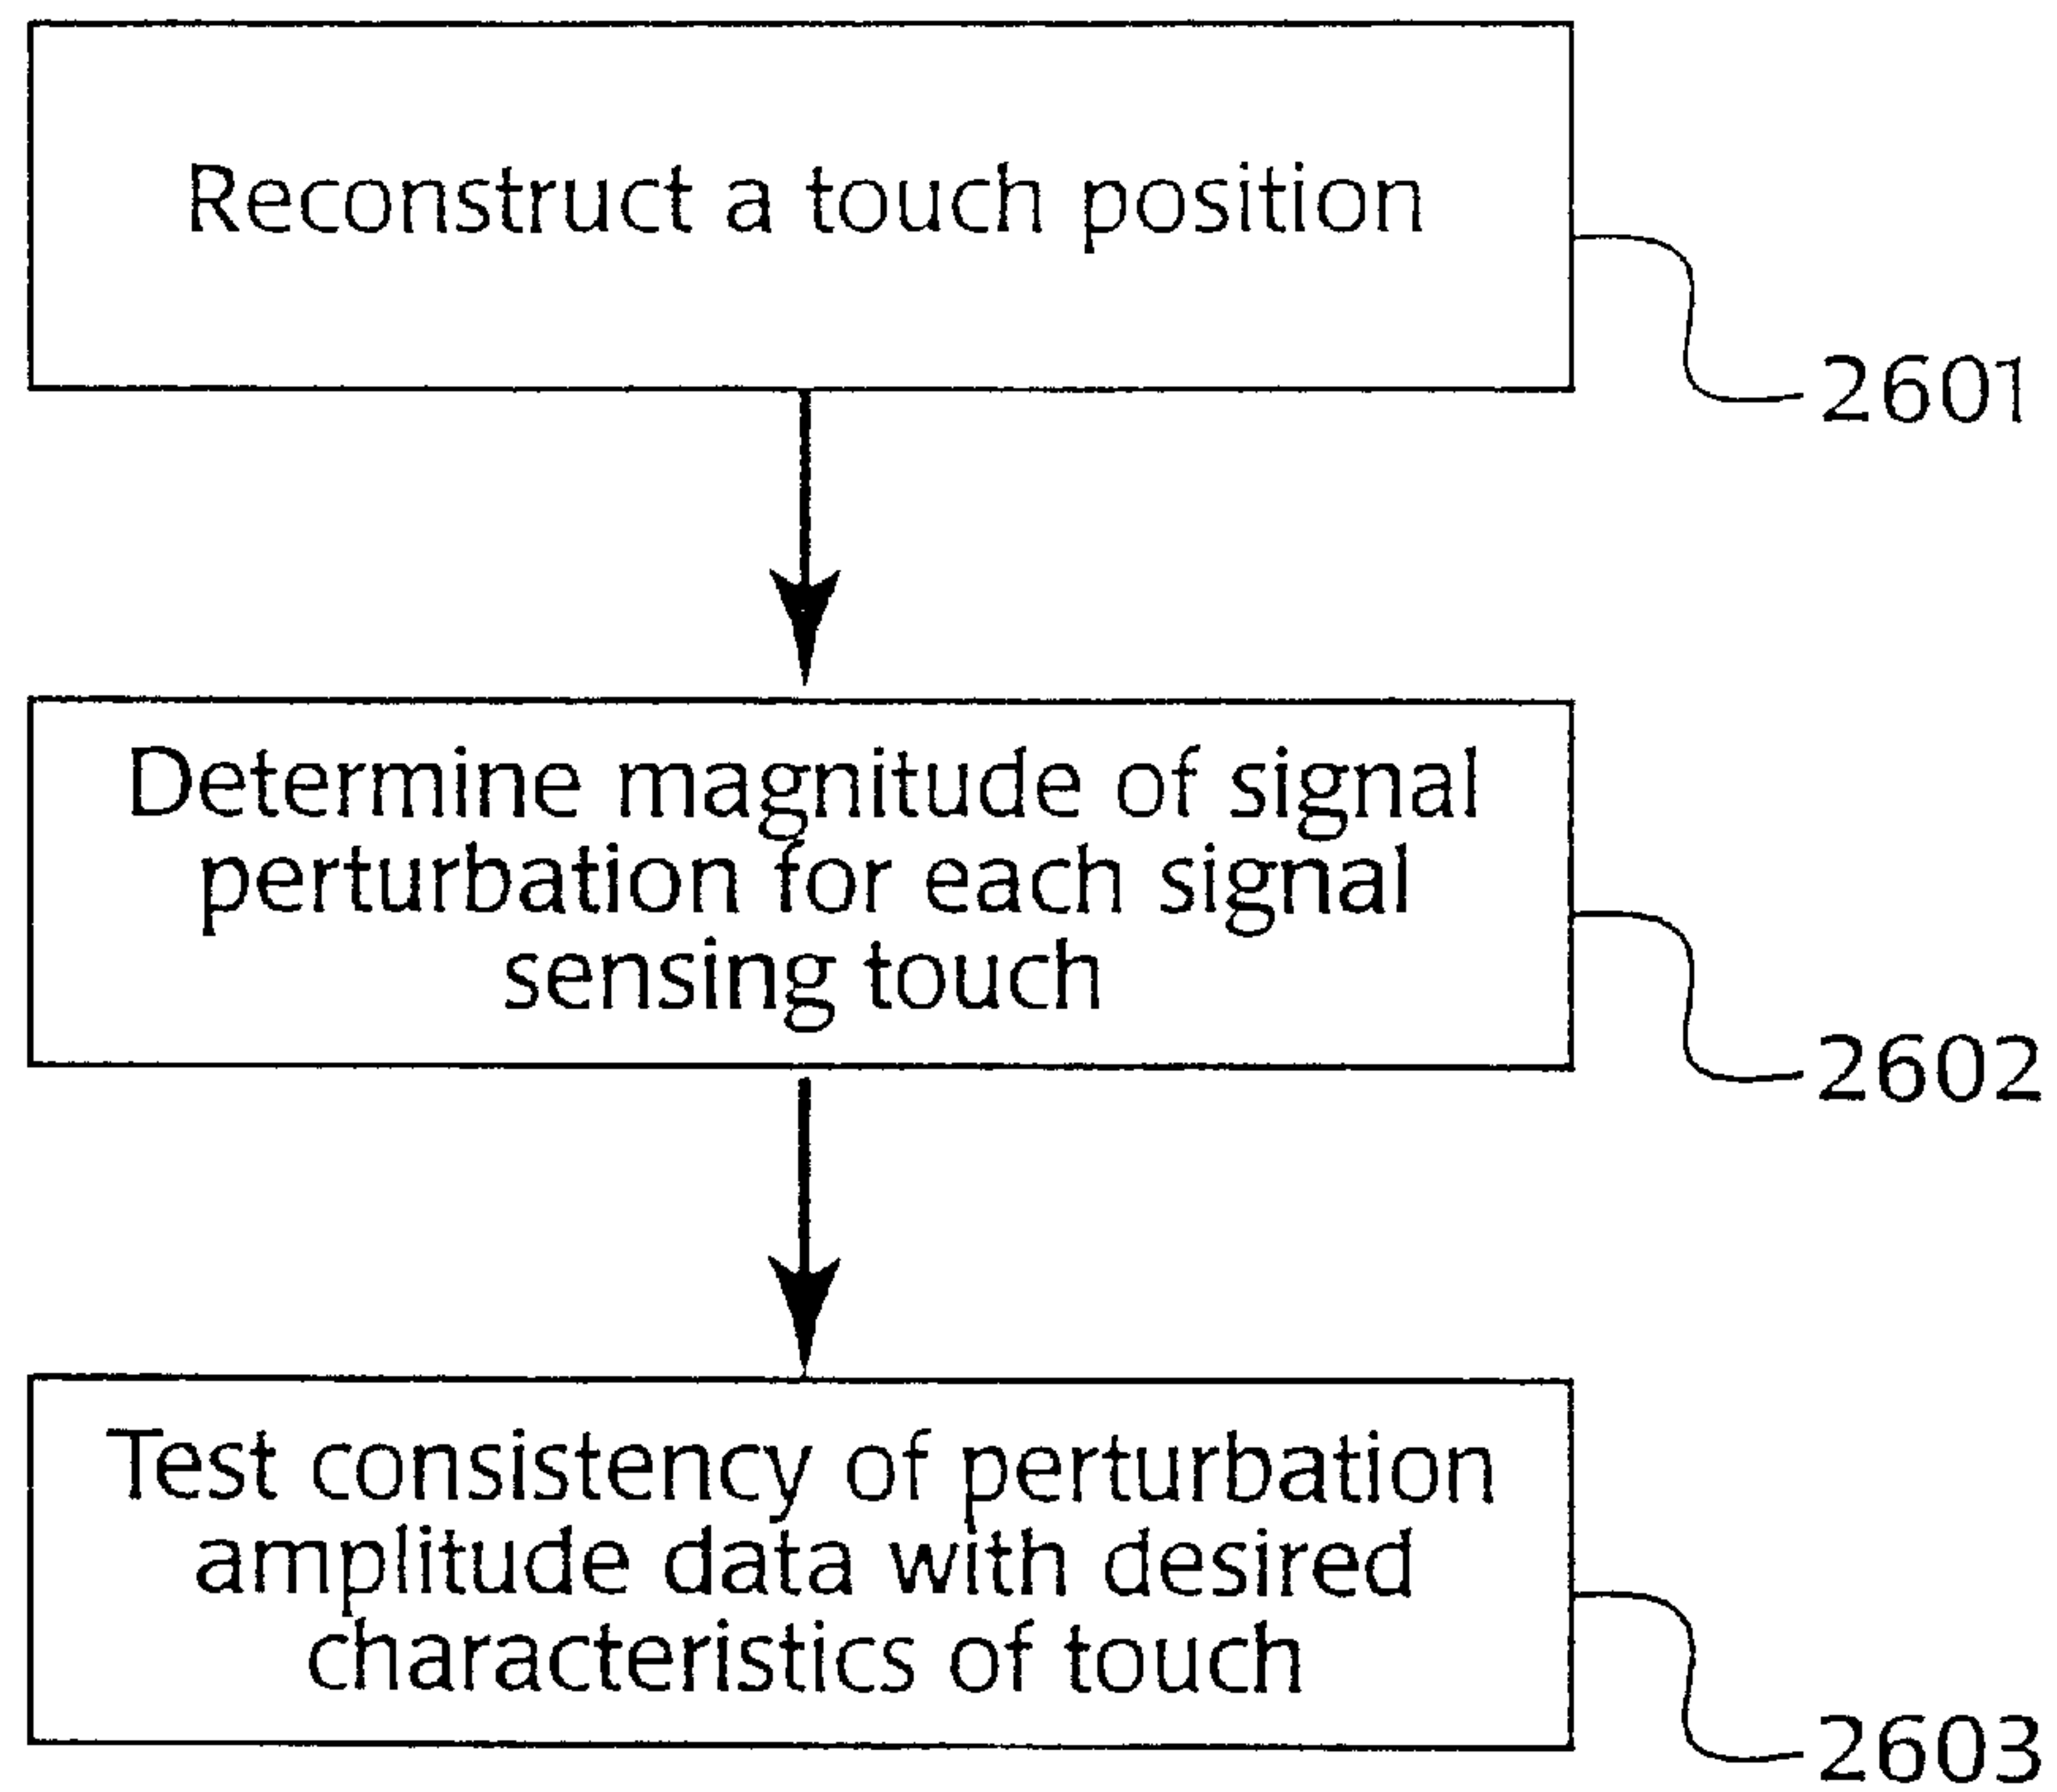 Reconstruct a touch position
2601
Determine magnitude of signal
perturbation for each signal
sensing touch
2602
Test consistency of perturbation
amplitude data with desired
characteristics of touch
2603